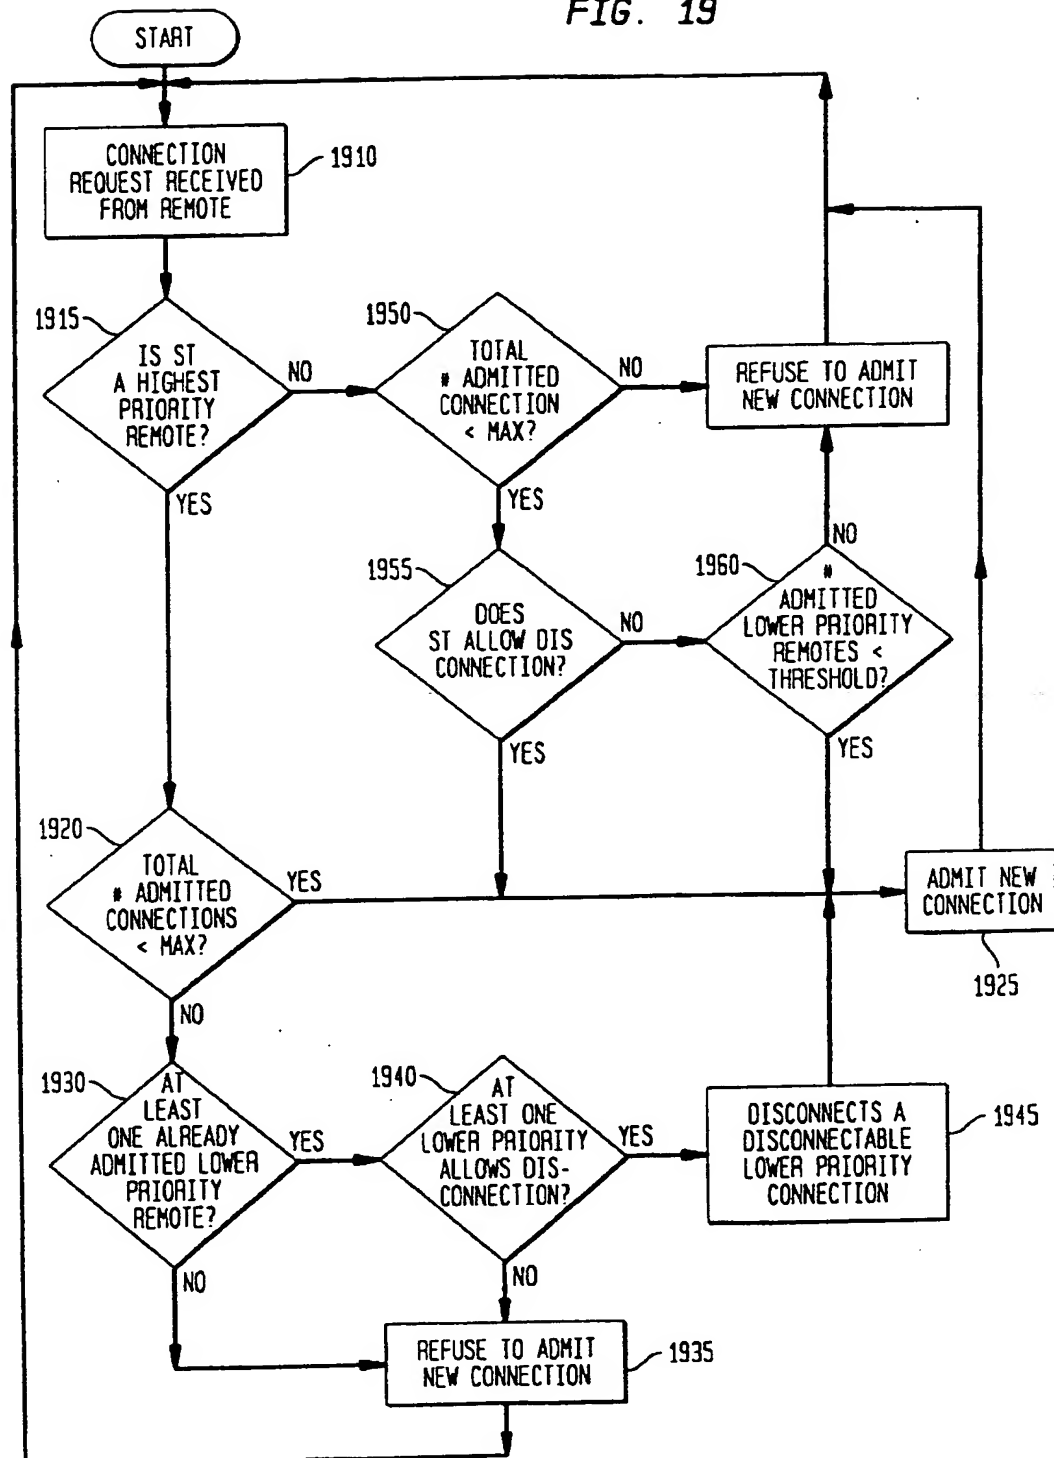 FIG. 19
START
CONNECTION
REQUEST RECEIVED
FROM REMOTE
1910
1915
IS ST
A HIGHEST
PRIORITY
REMOTE?
NO
YES
1950
TOTAL
# ADMITTED
CONNECTION
< MAX?
NO
YES
REFUSE TO ADMIT
NEW CONNECTION
1955
DOES
ST ALLOW DIS
CONNECTION?
NO
YES
1960
NO
#
ADMITTED
LOWER PRIORITY
REMOTES <
THRESHOLD?
YES
1920
TOTAL
# ADMITTED
CONNECTIONS
< MAX?
YES
NO
ADMIT NEW
CONNECTION
1925
1930
AT
LEAST
ONE ALREADY
ADMITTED LOWER
PRIORITY
REMOTE?
YES
NO
1940
AT
LEAST ONE
LOWER PRIORITY
ALLOWS DIS-
CONNECTION?
YES
NO
DISCONNECTS A
DISCONNECTABLE
LOWER PRIORITY
CONNECTION
1945
REFUSE TO ADMIT
NEW CONNECTION
1935